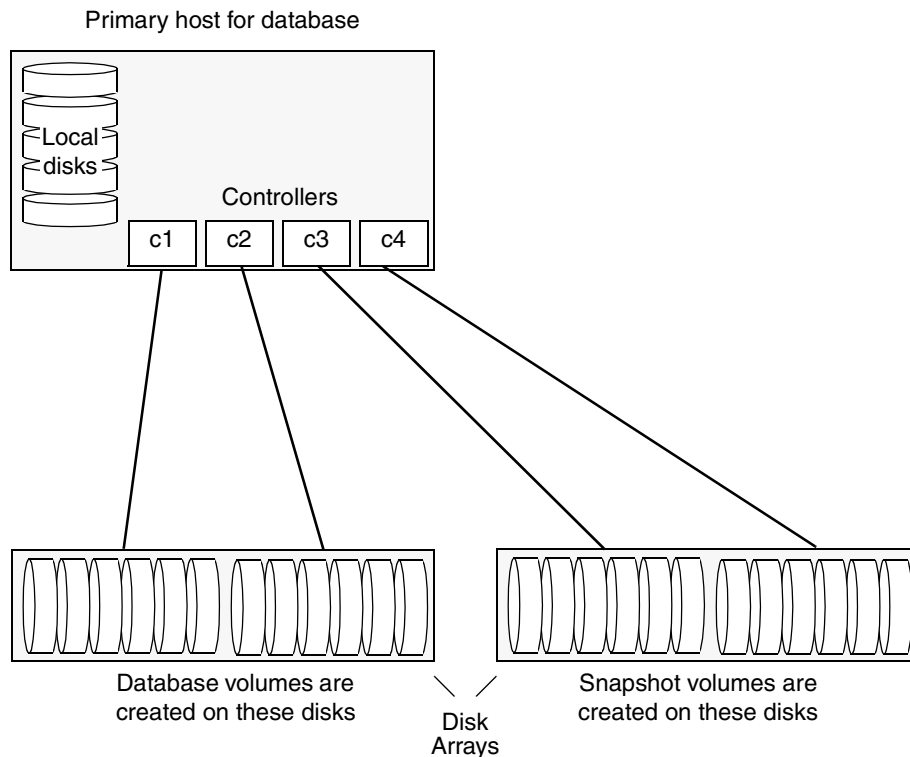 Primary host for database
Local
disks
Controllers
c1 c2 c3 c4
Database volumes are
created on these disks
Snapshot volumes are
created on these disks
Disk
Arrays